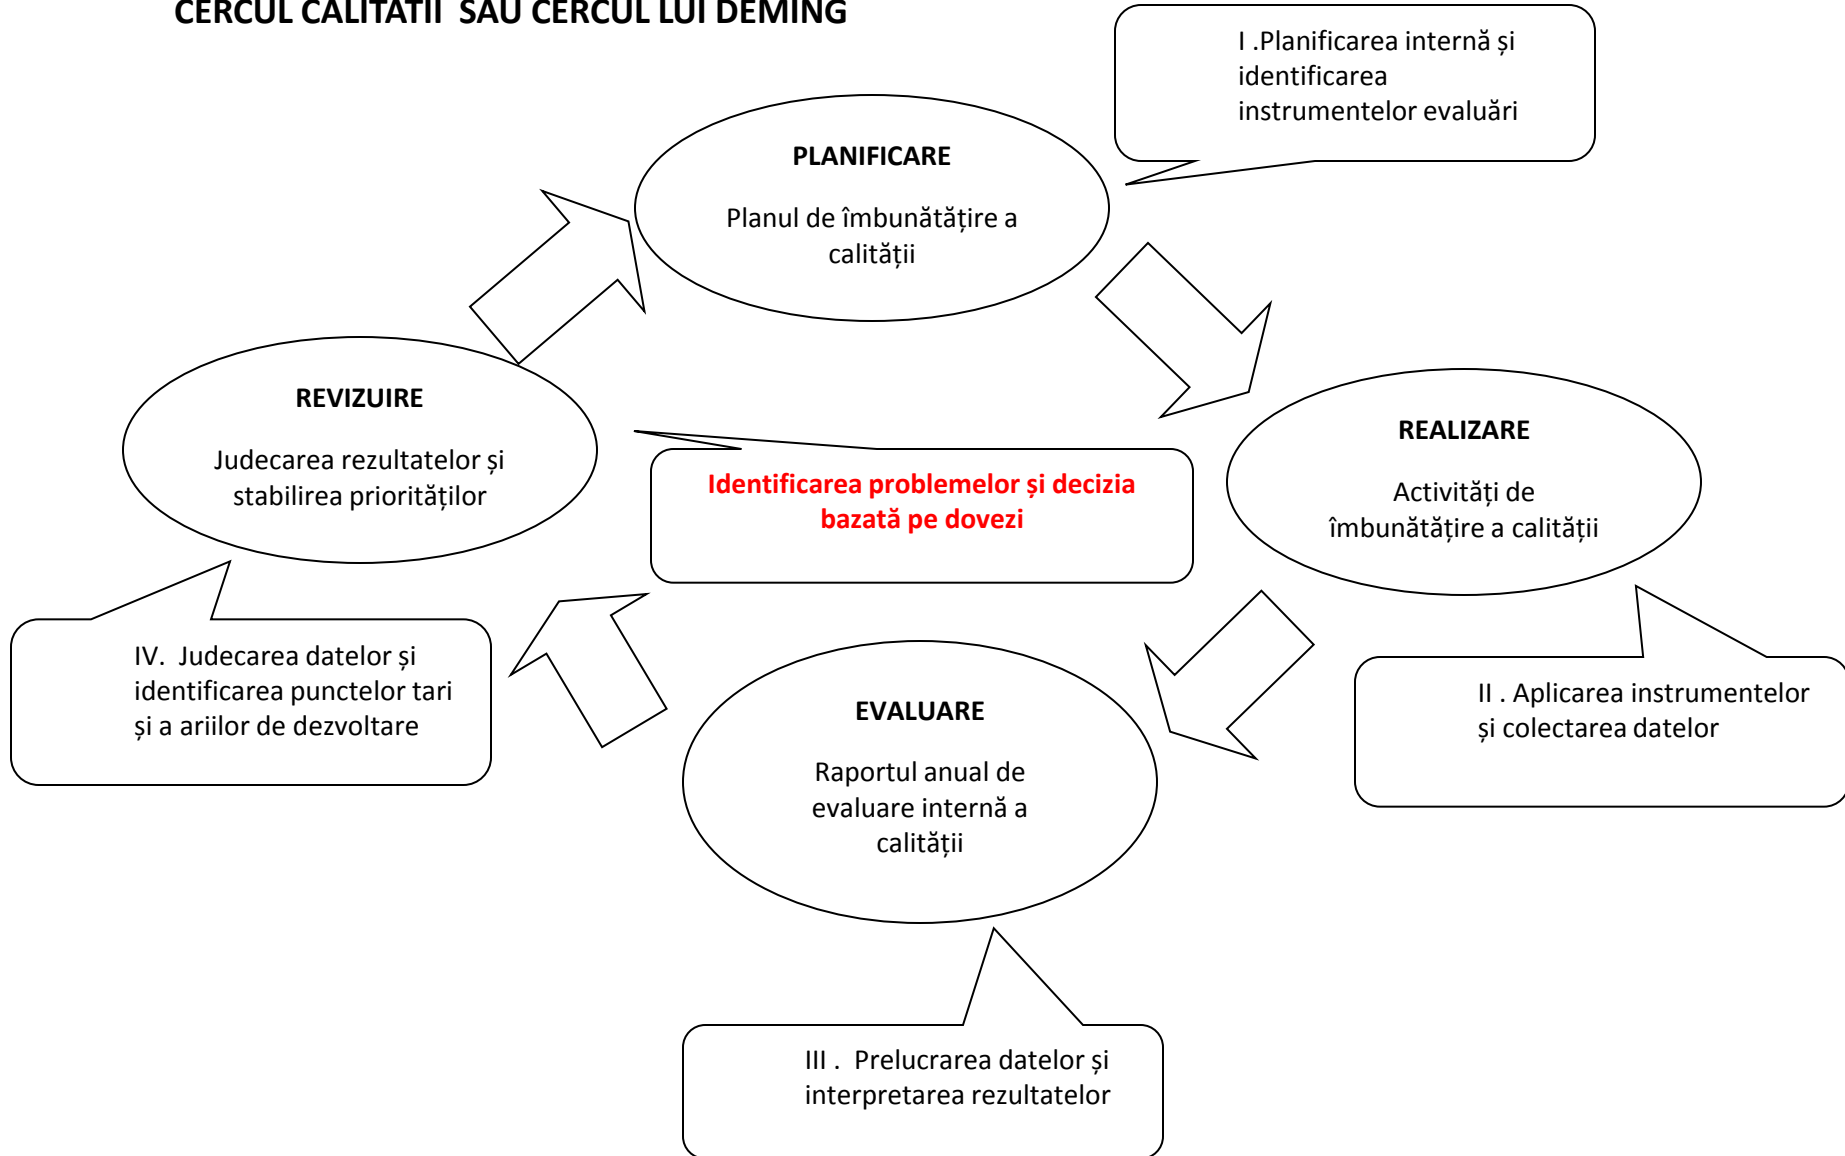 CERCUL CALITATII  SAU CERCUL LUI DEMING
I .Planificarea internă și
identificarea
instrumentelor evaluări
PLANIFICARE
Planul de îmbunătățire a
calității
REVIZUIRE
Judecarea rezultatelor și
stabilirea priorităților
Identificarea problemelor și decizia
bazată pe dovezi
REALIZARE
Activități de
îmbunătățire a calității
IV.  Judecarea datelor și
identificarea punctelor tari
și a ariilor de dezvoltare
EVALUARE
Raportul anual de
evaluare internă a
calității
II . Aplicarea instrumentelor
și colectarea datelor
III .  Prelucrarea datelor și
interpretarea rezultatelor